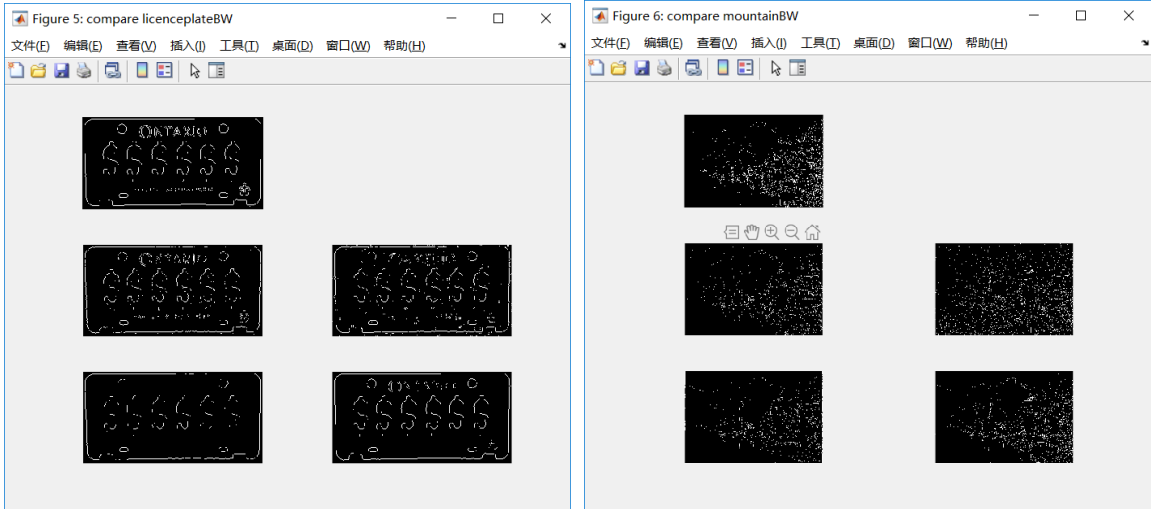 Figure 5: compare licenceplateBW
文件(F) 编辑(E) 查看(V) 插入(I) 工具(T) 桌面(D) 窗口(W) 帮助(H)
ONTARIO
$ $ $ $ $ $
$ $ $ $ $ $
$ $ $ $ $ $
$ $ $ $ $ $
$ $ $ $ $ $
Figure 6: compare mountainBW
文件(F) 编辑(E) 查看(V) 插入(I) 工具(T) 桌面(D) 窗口(W) 帮助(H)